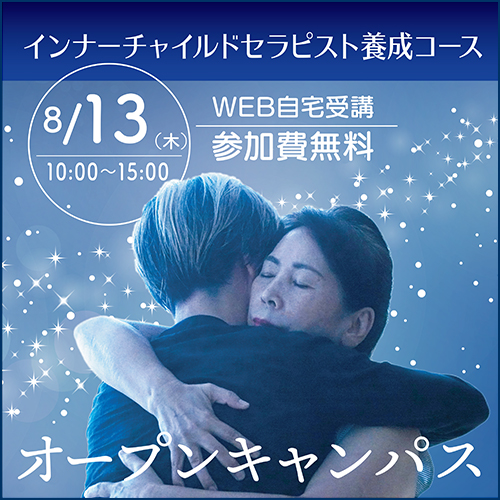 インナーチャイルドセラピスト養成コース
8/13（木）
10:00〜15:00
WEB自宅受講
参加費無料
オープンキャンパス